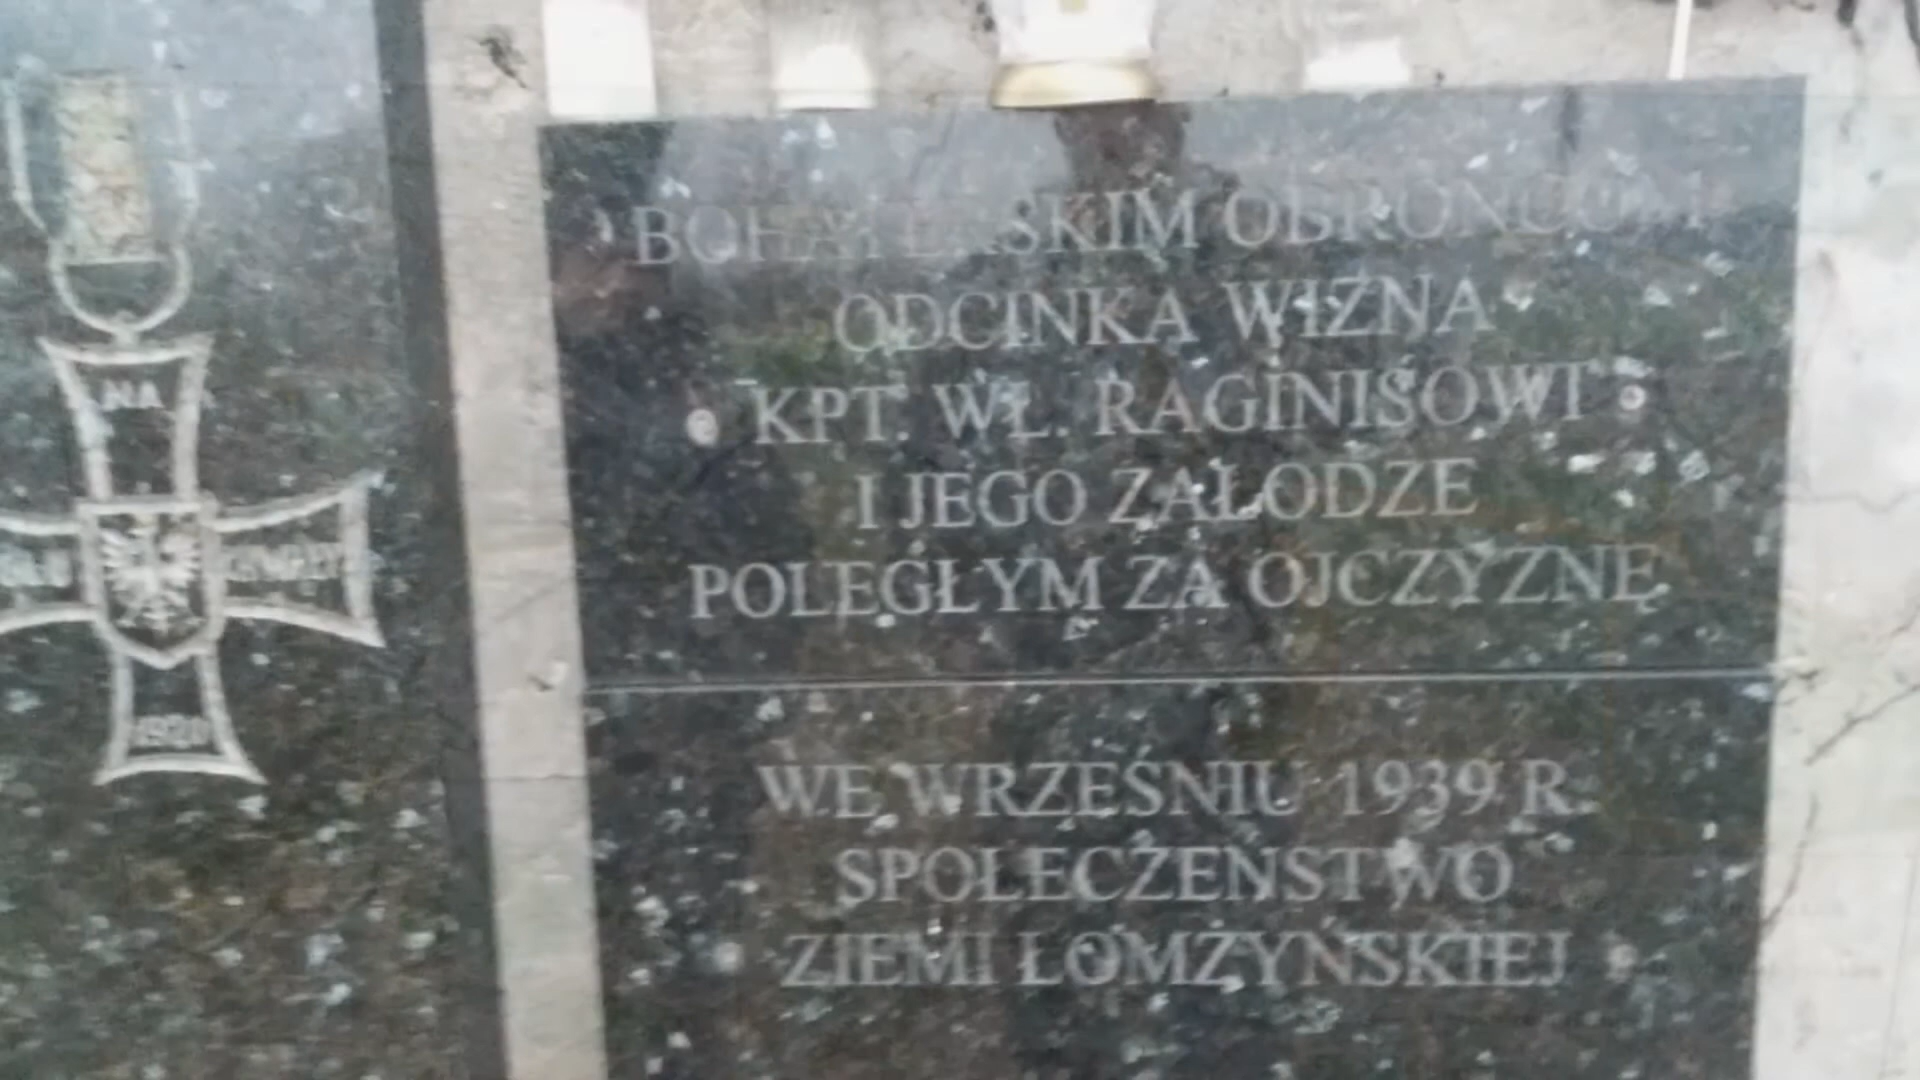 NA
1920
BOHATERSKIM OBROŃCOM
ODCINKA WIZNA
KPT. WŁ. RAGINISOWI
I JEGO ZAŁODZE
POLEGŁYM ZA OJCZYZNĘ
WE WRZEŚNIU 1939 R.
SPOŁECZEŃSTWO
ZIEMI ŁOMŻYŃSKIEJ